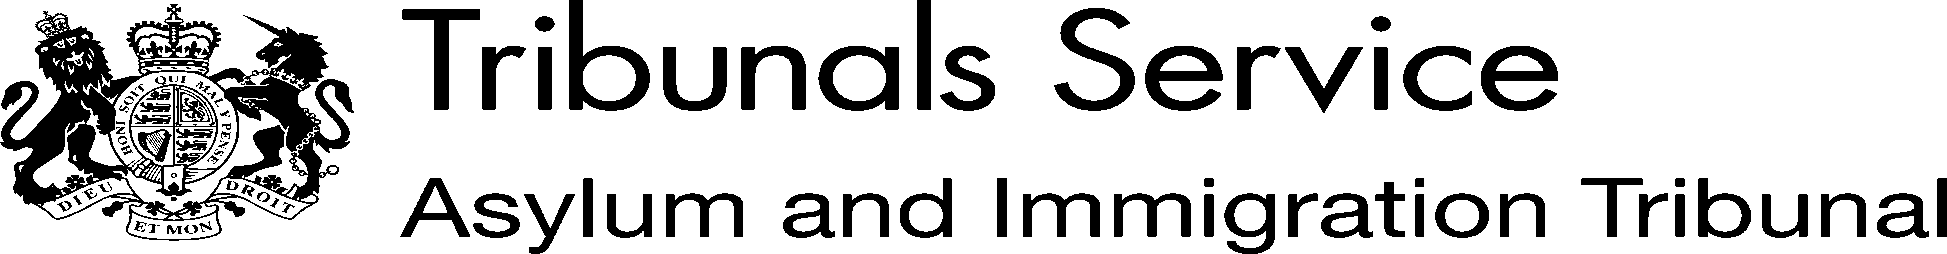 Tribunals Service
Asylum and Immigration Tribunal
HONI SOIT QUI MAL Y PENSE
DIEU
ET MON
DROIT